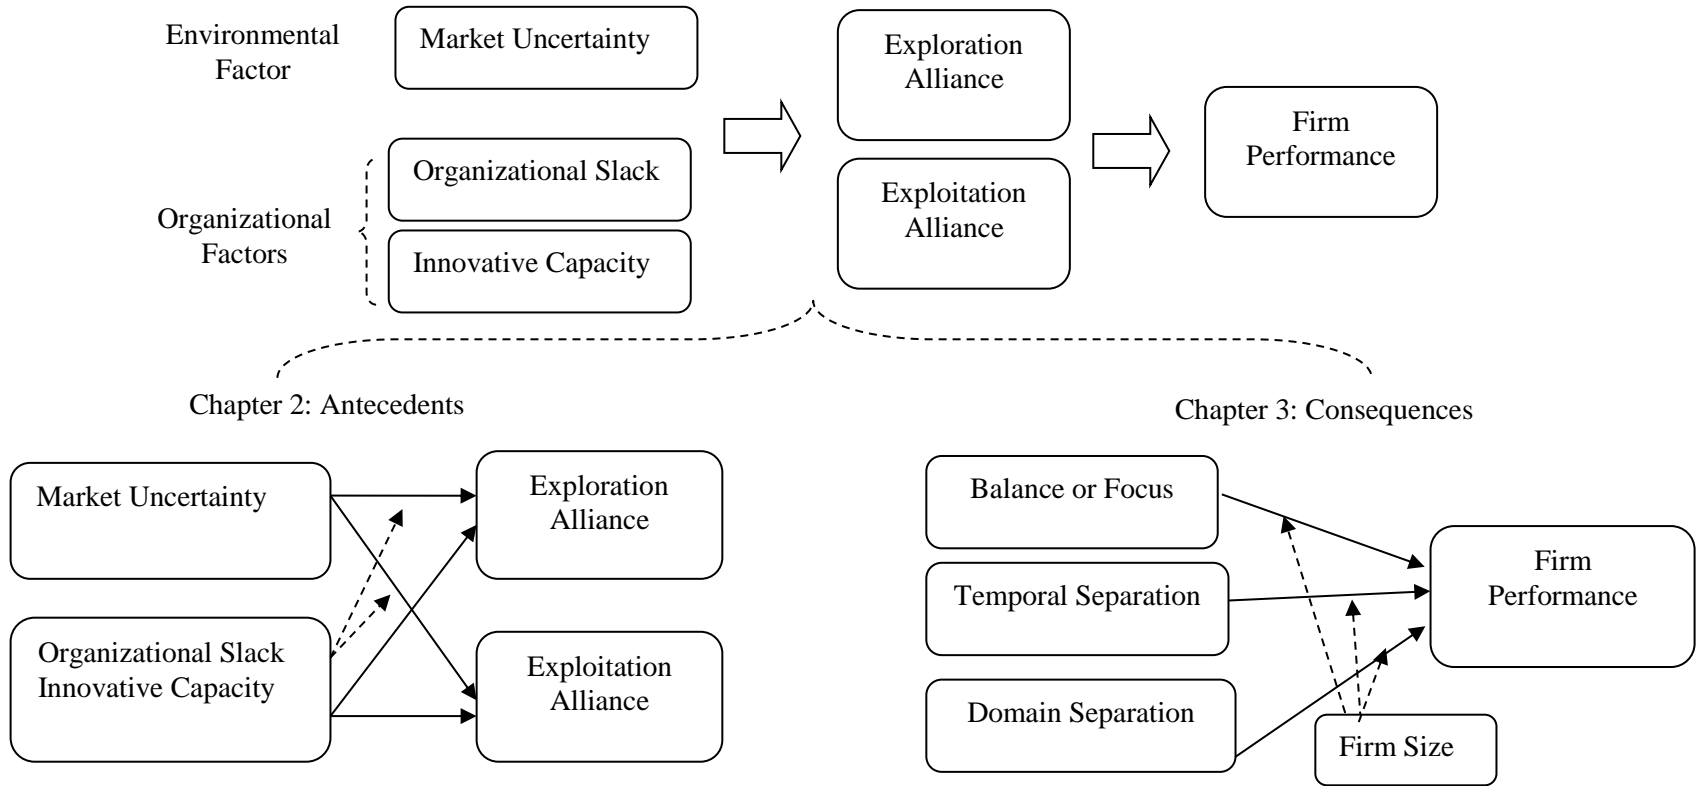 Environmental
Factor
Market Uncertainty
Organizational
Factors
Organizational Slack
Innovative Capacity
Exploration
Alliance
Exploitation
Alliance
Firm
Performance
Chapter 2: Antecedents
Market Uncertainty
Organizational Slack
Innovative Capacity
Exploration
Alliance
Exploitation
Alliance
Chapter 3: Consequences
Balance or Focus
Temporal Separation
Domain Separation
Firm
Performance
Firm Size